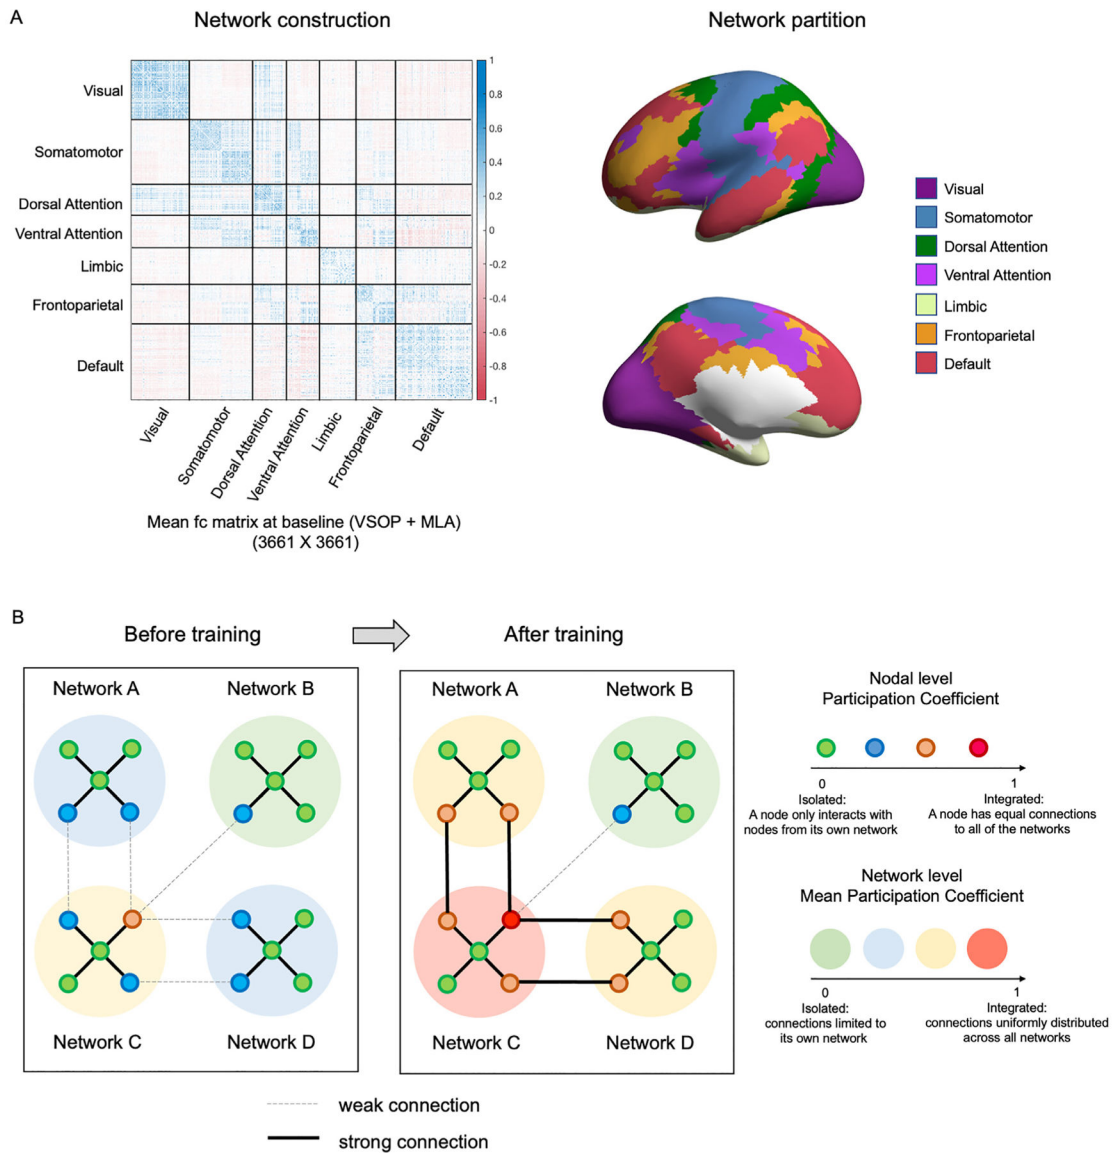 A
Network construction
Network partition
Visual
Somatomotor
Dorsal Attention
Ventral Attention
Limbic
Frontoparietal
Default
1
0.8
0.6
0.4
0.2
0
-0.2
-0.4
-0.6
-0.8
-1
Visual
Somatomotor
Dorsal Attention
Ventral Attention
Limbic
Frontoparietal
Default
Mean fc matrix at baseline (VSOP + MLA)
(3661 X 3661)
Visual
Somatomotor
Dorsal Attention
Ventral Attention
Limbic
Frontoparietal
Default
B
Before training
After training
Network A
Network B
Network C
Network D
Network A
Network B
Network C
Network D
weak connection
strong connection
Nodal level
Participation Coefficient
0
1
Isolated:
A node only interacts with
nodes from its own network
Integrated:
A node has equal connections
to all of the networks
Network level
Mean Participation Coefficient
0
1
Isolated:
connections limited to
its own network
Integrated:
connections uniformly distributed
across all networks